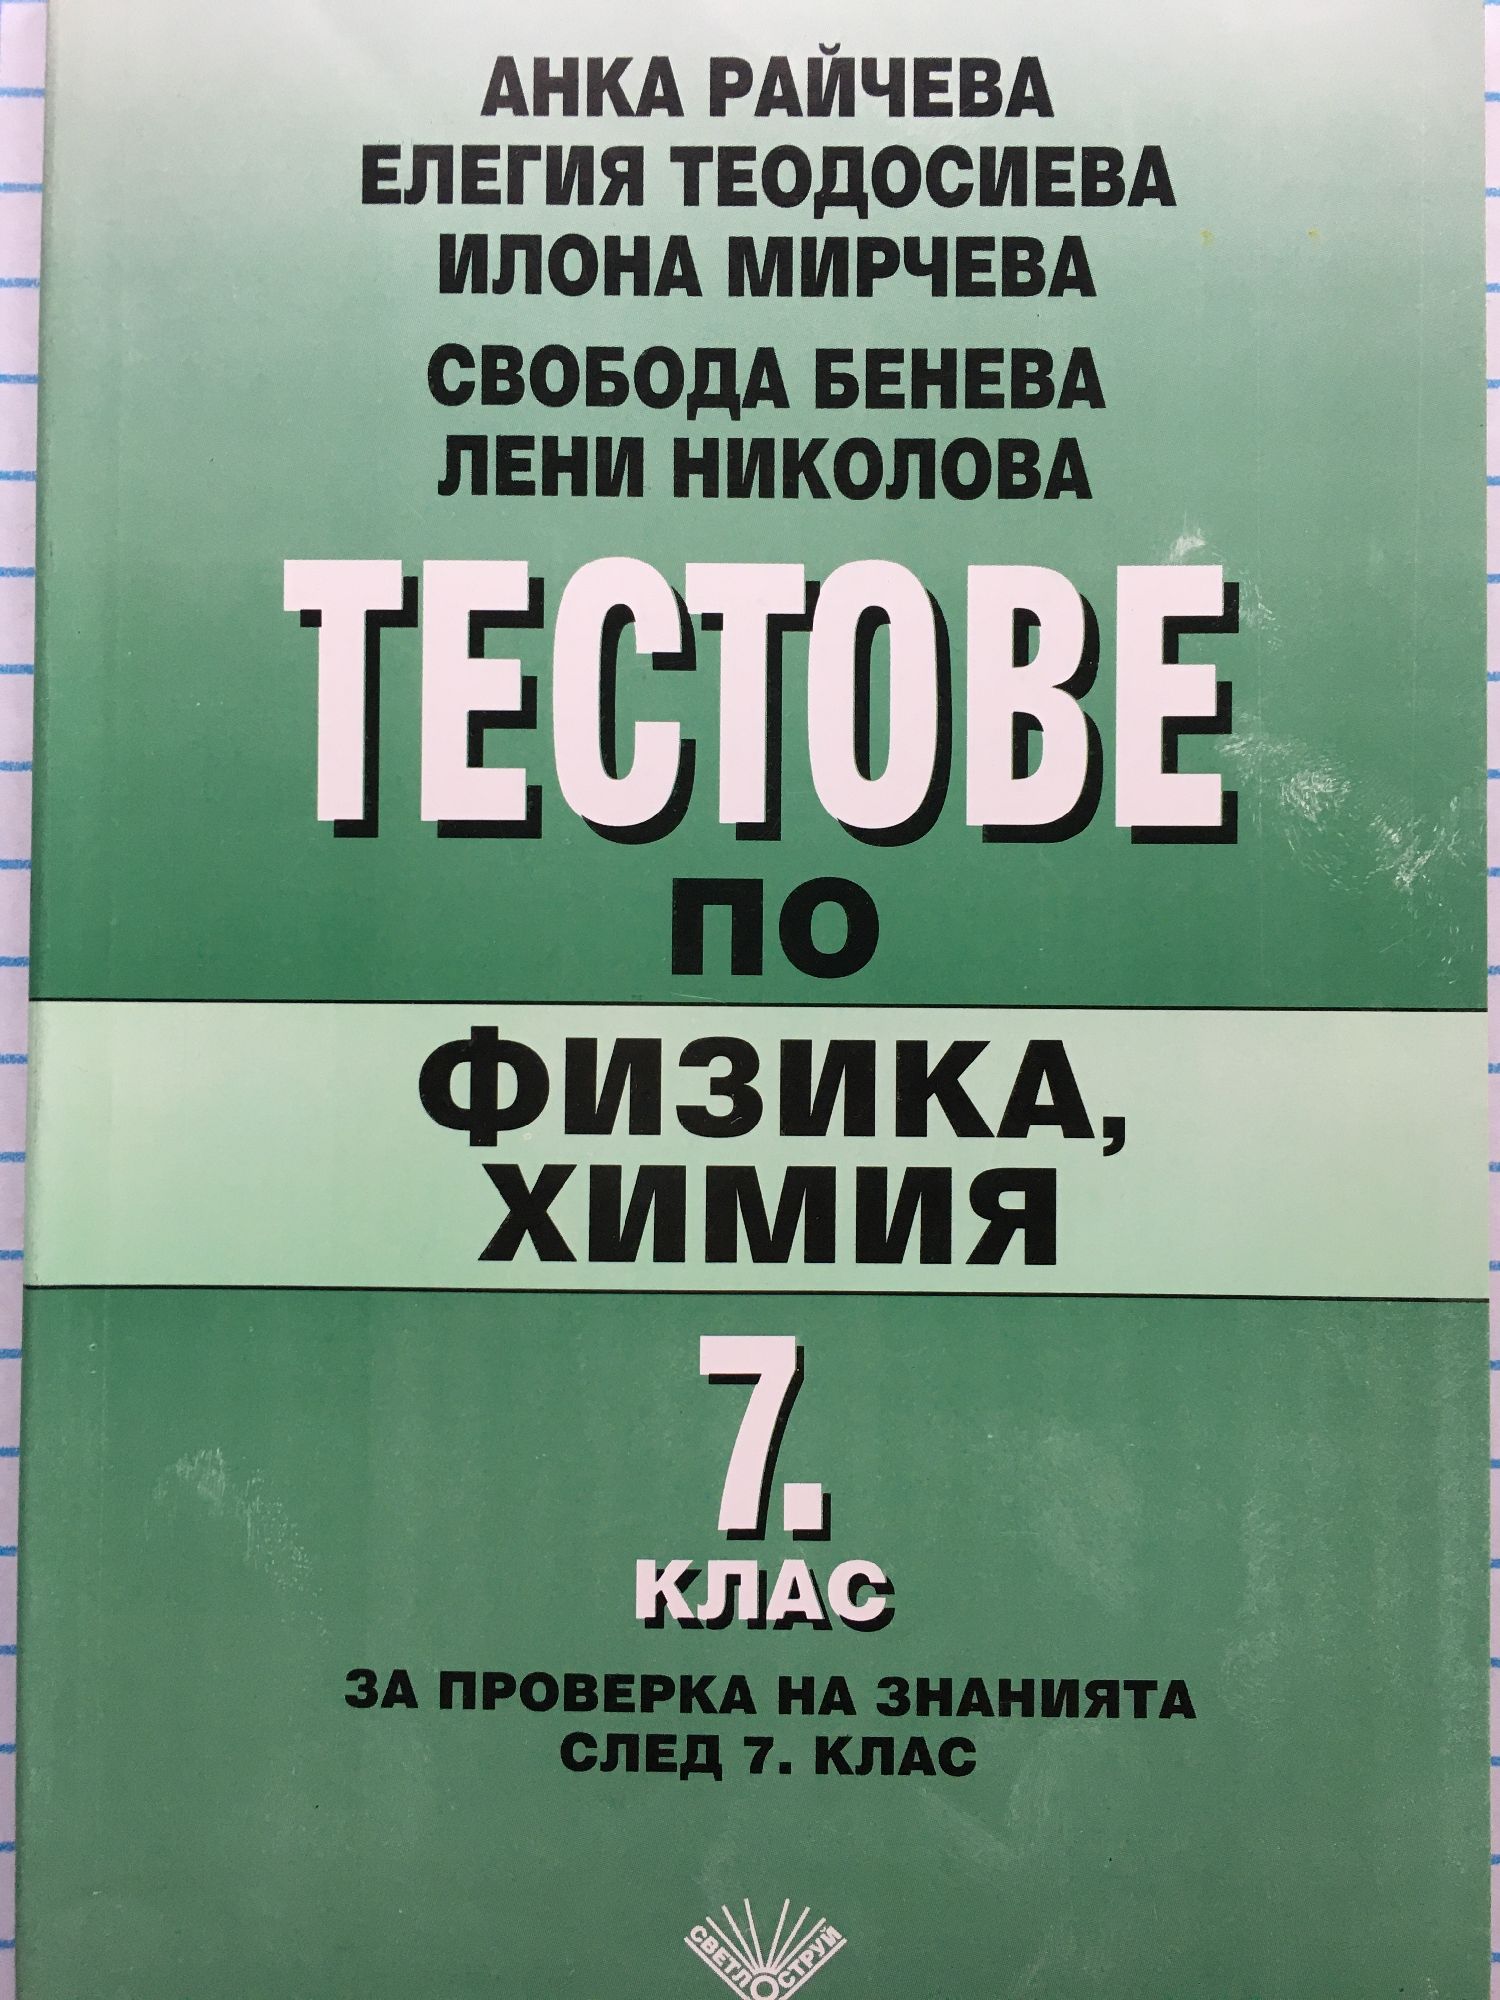 АНКА РАЙЧЕВА
ЕЛЕГИЯ ТЕОДОСИЕВА
ИЛОНА МИРЧЕВА
СВОБОДА БЕНЕВА
ЛЕНИ НИКОЛОВА
ТЕСТОВЕ
ПО
ФИЗИКА,
ХИМИЯ
7.
КЛАС
ЗА ПРОВЕРКА НА ЗНАНИЯТА
СЛЕД 7. КЛАС
СВЕТЛОСТРУЙ